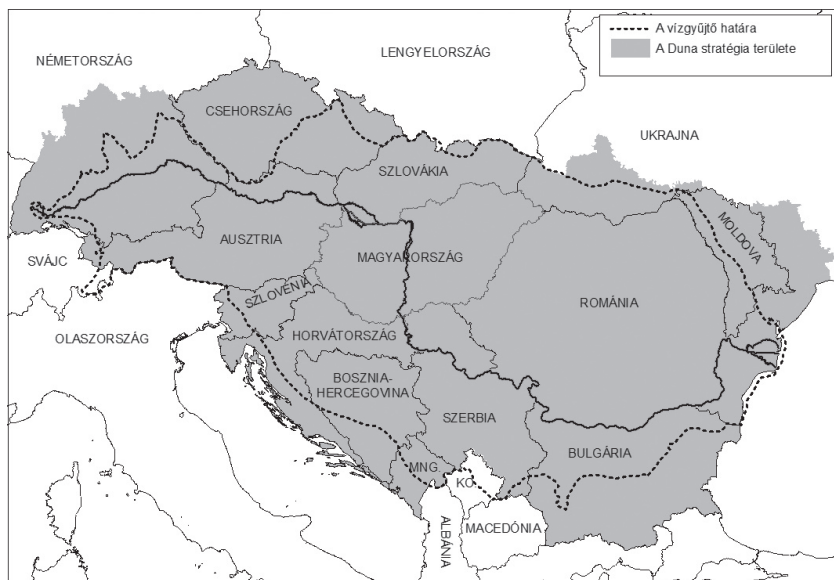 A vízgyűjtő határa
A Duna stratégia területe
NÉMETORSZÁG
LENGYELORSZÁG
CSEHORSZÁG
UKRAJNA
SZLOVÁKIA
MOLDOVA
AUSZTRIA
SVÁJC
MAGYARORSZÁG
SZLOVÉNIA
ROMÁNIA
OLASZORSZÁG
HORVÁTORSZÁG
BOSZNIA-
HERCEGOVINA
SZERBIA
BULGÁRIA
MNG.
KO.
ALBÁNIA
MACEDÓNIA